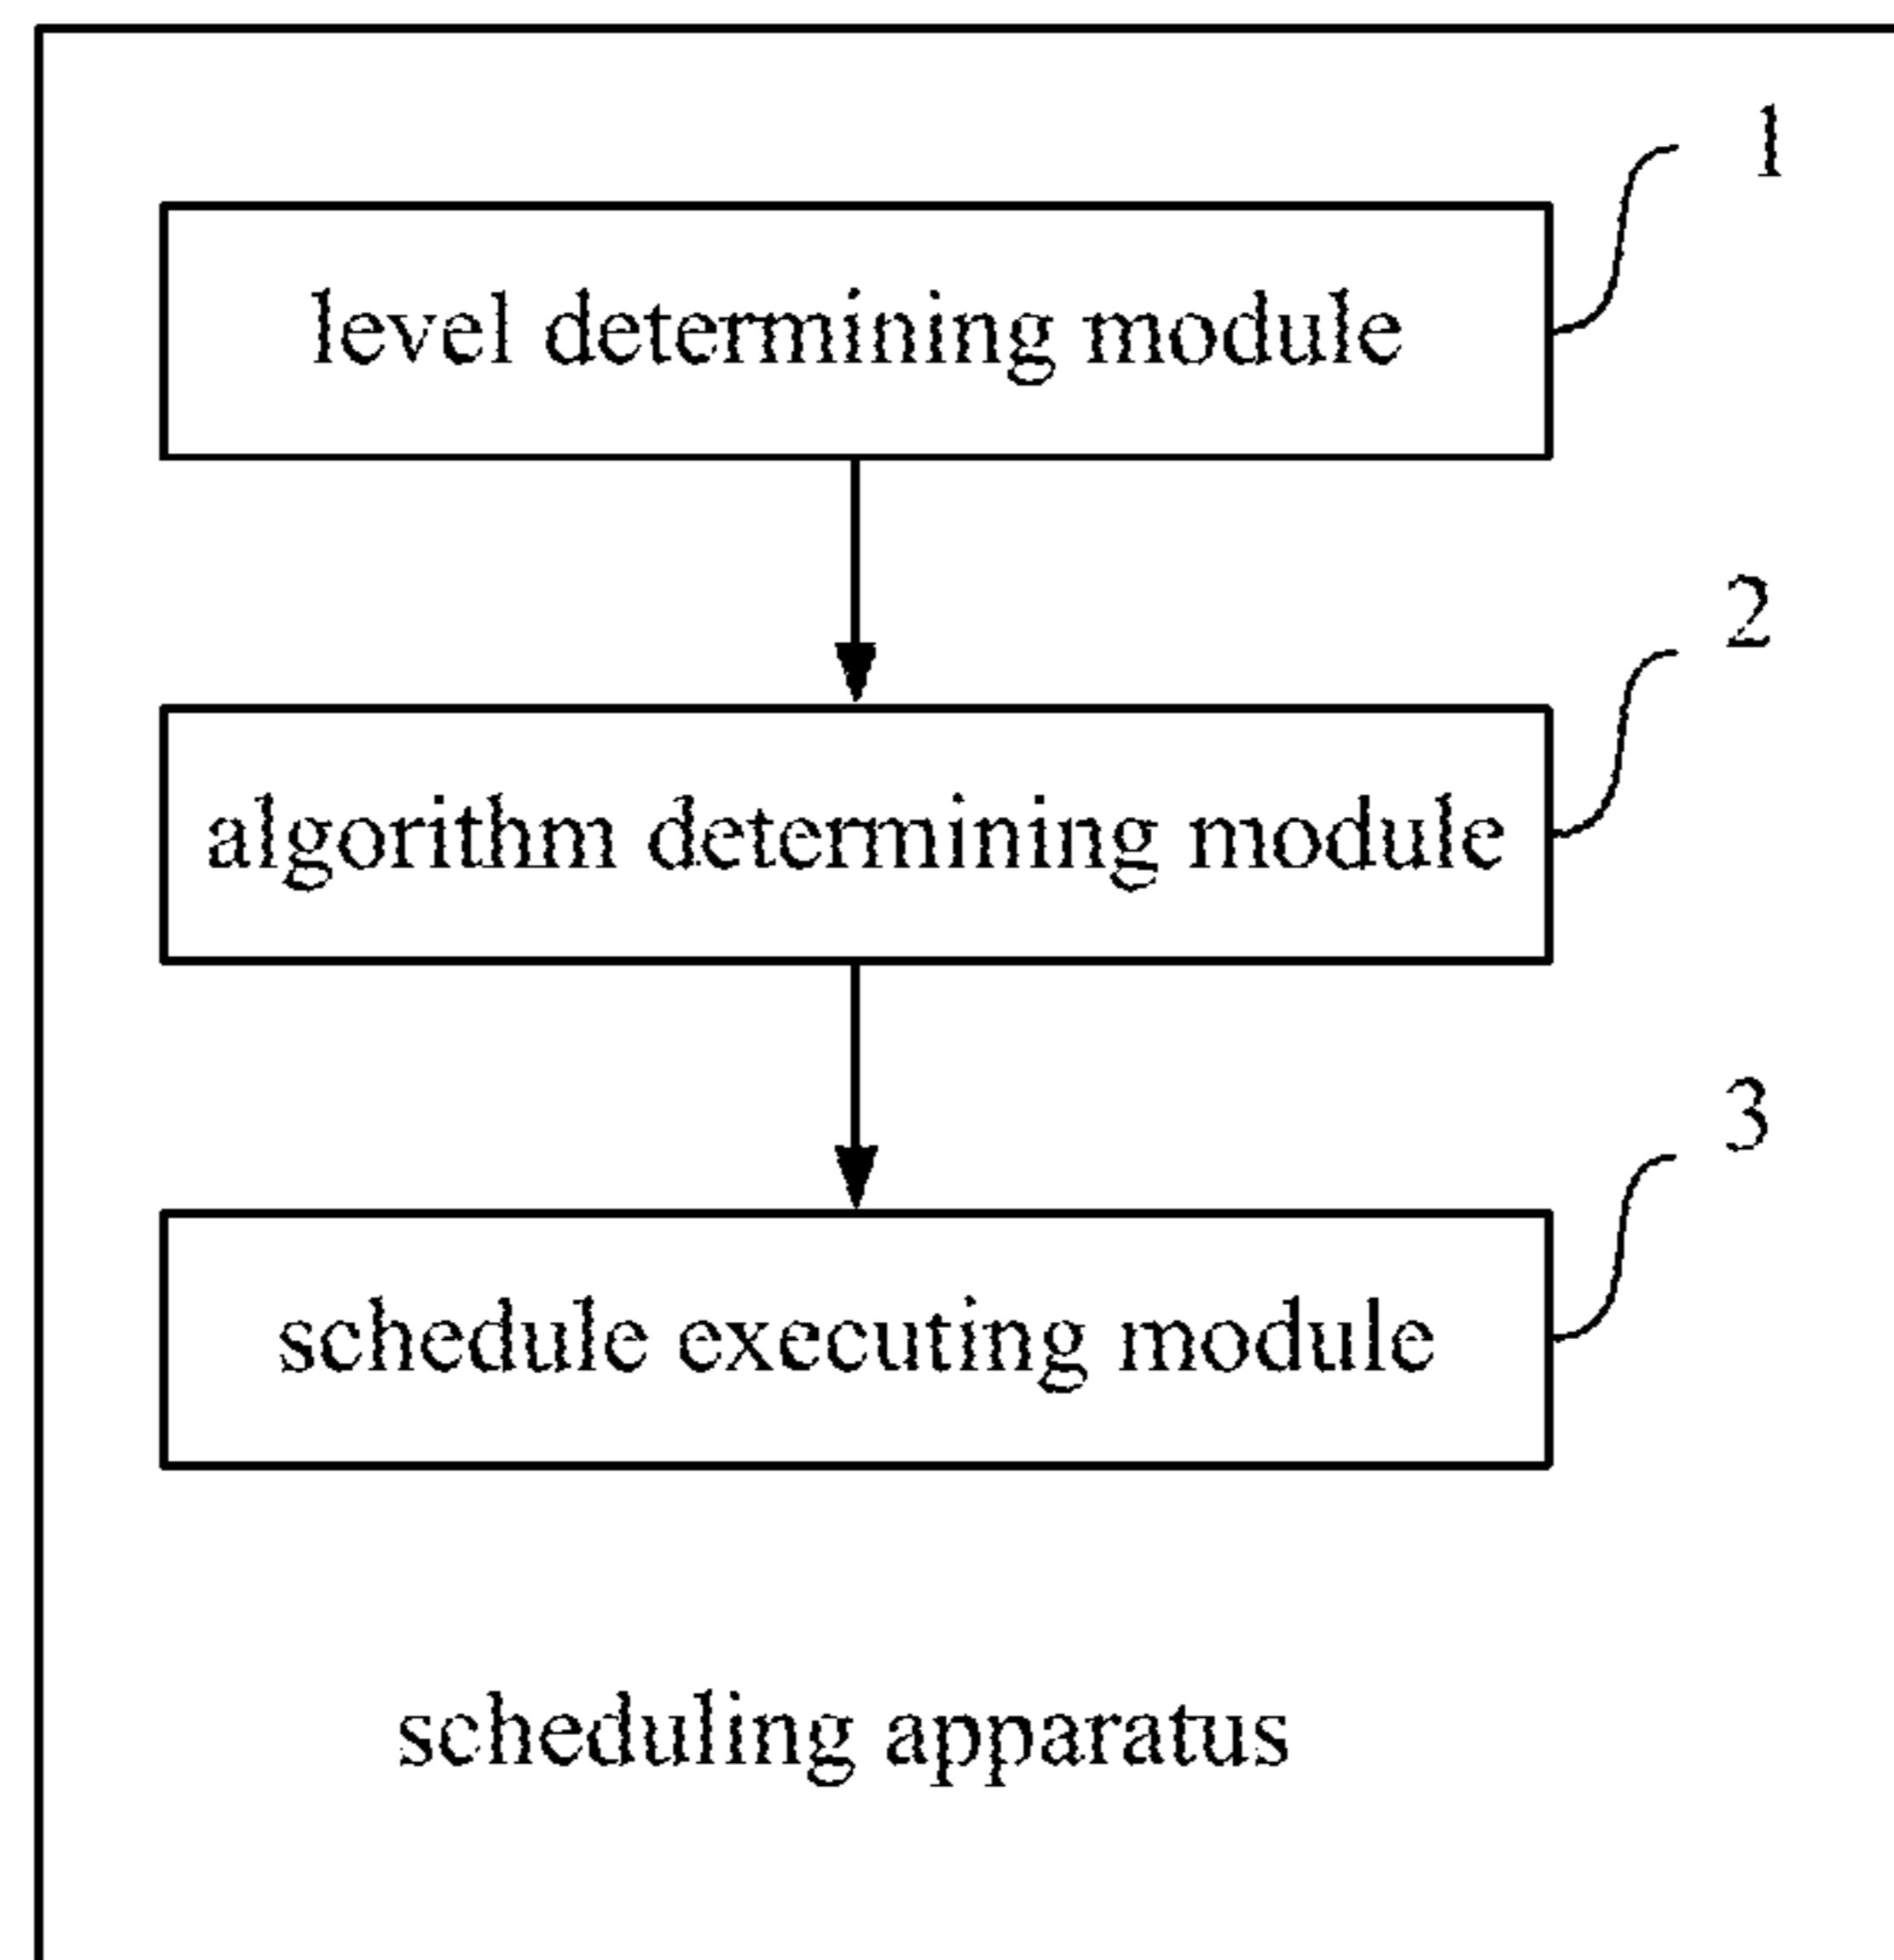 1
level determining module
2
algorithm determining module
3
schedule executing module
scheduling apparatus